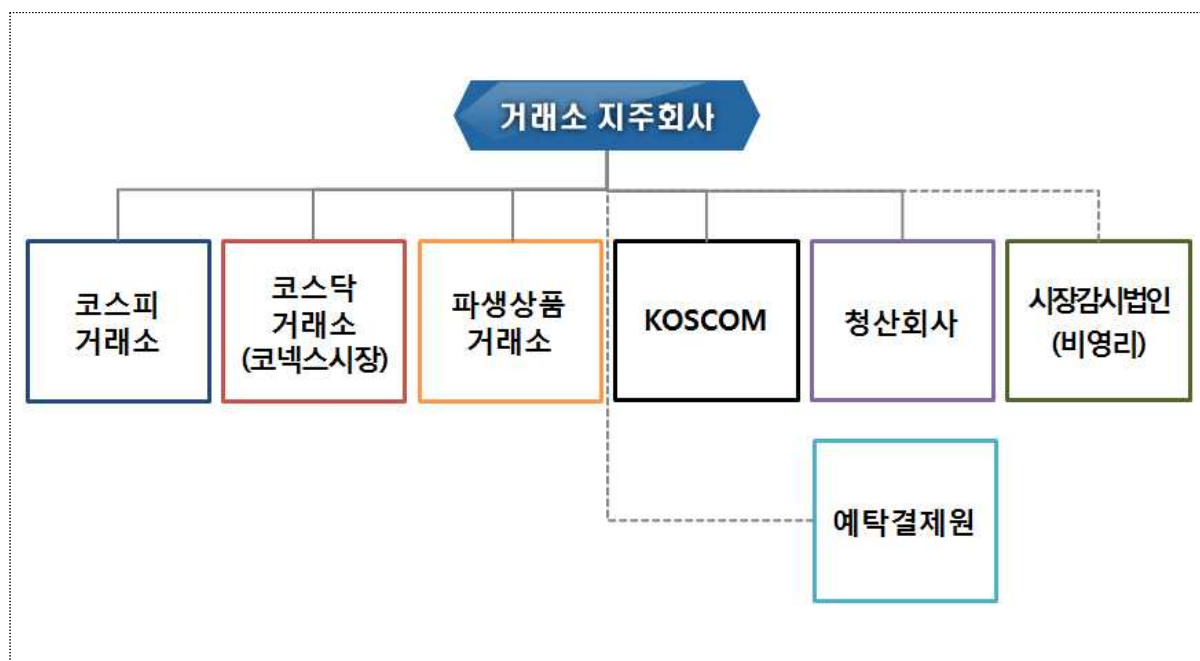 거래소 지주회사
코스피
거래소
코스닥
거래소
(코넥스시장)
파생상품
거래소
KOSCOM
청산회사
시장감시법인
(비영리)
예탁결제원